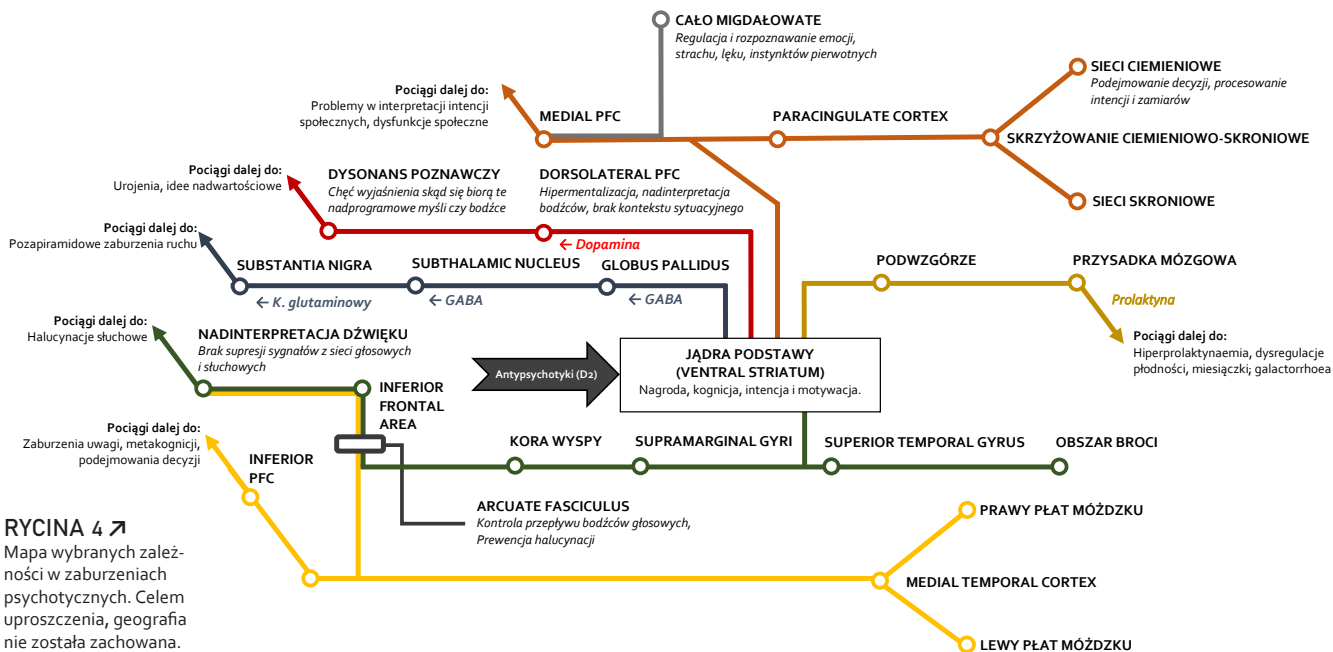 CAŁO MIGDAŁOWATE
Regulacja i rozpoznawanie emocji,
strachu, lęku, instynktów pierwotnych
SIECI CIEMIENIOWE
Podejmowanie decyzji, procesowanie
intencji i zamiarów
Pociągi dalej do:
Problemy w interpretacji intencji
społecznych, dysfunkcje społeczne
MEDIAL PFC
PARACINGULATE CORTEX
SKRZYŻOWANIE CIEMIENIOWO-SKRONIOWE
SIECI SKRONIOWE
Pociągi dalej do:
Urojenia, idee nadwartościowe
DYSONANS POZNAWCZY
Chęć wyjaśnienia skąd się biorą te
nadprogramowe myśli czy bodźce
DORSOLATERAL PFC
Hipermentalizacja, nadinterpretacja
bodźców, brak kontekstu sytuacyjnego
← Dopamina
Pociągi dalej do:
Pozapiramidowe zaburzenia ruchu
SUBSTANTIA NIGRA
SUBTHALAMIC NUCLEUS
GLOBUS PALLIDUS
← K. glutaminowy
← GABA
← GABA
PODWZGÓRZE
PRZYSADKA MÓZGOWA
Prolaktyna
Pociągi dalej do:
Hiperprolaktynaemia, dysregulacje
płodności, miesiączki; galactorrhoea
Pociągi dalej do:
Halucynacje słuchowe
NADINTERPRETACJA DŹWIĘKU
Brak supresji sygnałów z sieci głosowych
i słuchowych
Antypsychotyki (D2)
JĄDRA PODSTAWY
(VENTRAL STRIATUM)
Nagroda, kognicja, intencja i motywacja.
INFERIOR
FRONTAL
AREA
Pociągi dalej do:
Zaburzenia uwagi, metakognicji,
podejmowania decyzji
INFERIOR
PFC
KORA WYSPY
SUPRAMARGINAL GYRI
SUPERIOR TEMPORAL GYRUS
OBSZAR BROCI
ARCUATE FASCICULUS
Kontrola przepływu bodźców głosowych,
Prewencja halucynacji
PRAWY PŁAT MÓŻDZKU
MEDIAL TEMPORAL CORTEX
LEWY PŁAT MÓŻDZKU
RYCINA 4 ↗
Mapa wybranych zależ-
ności w zaburzeniach
psychotycznych. Celem
uproszczenia, geografia
nie została zachowana.